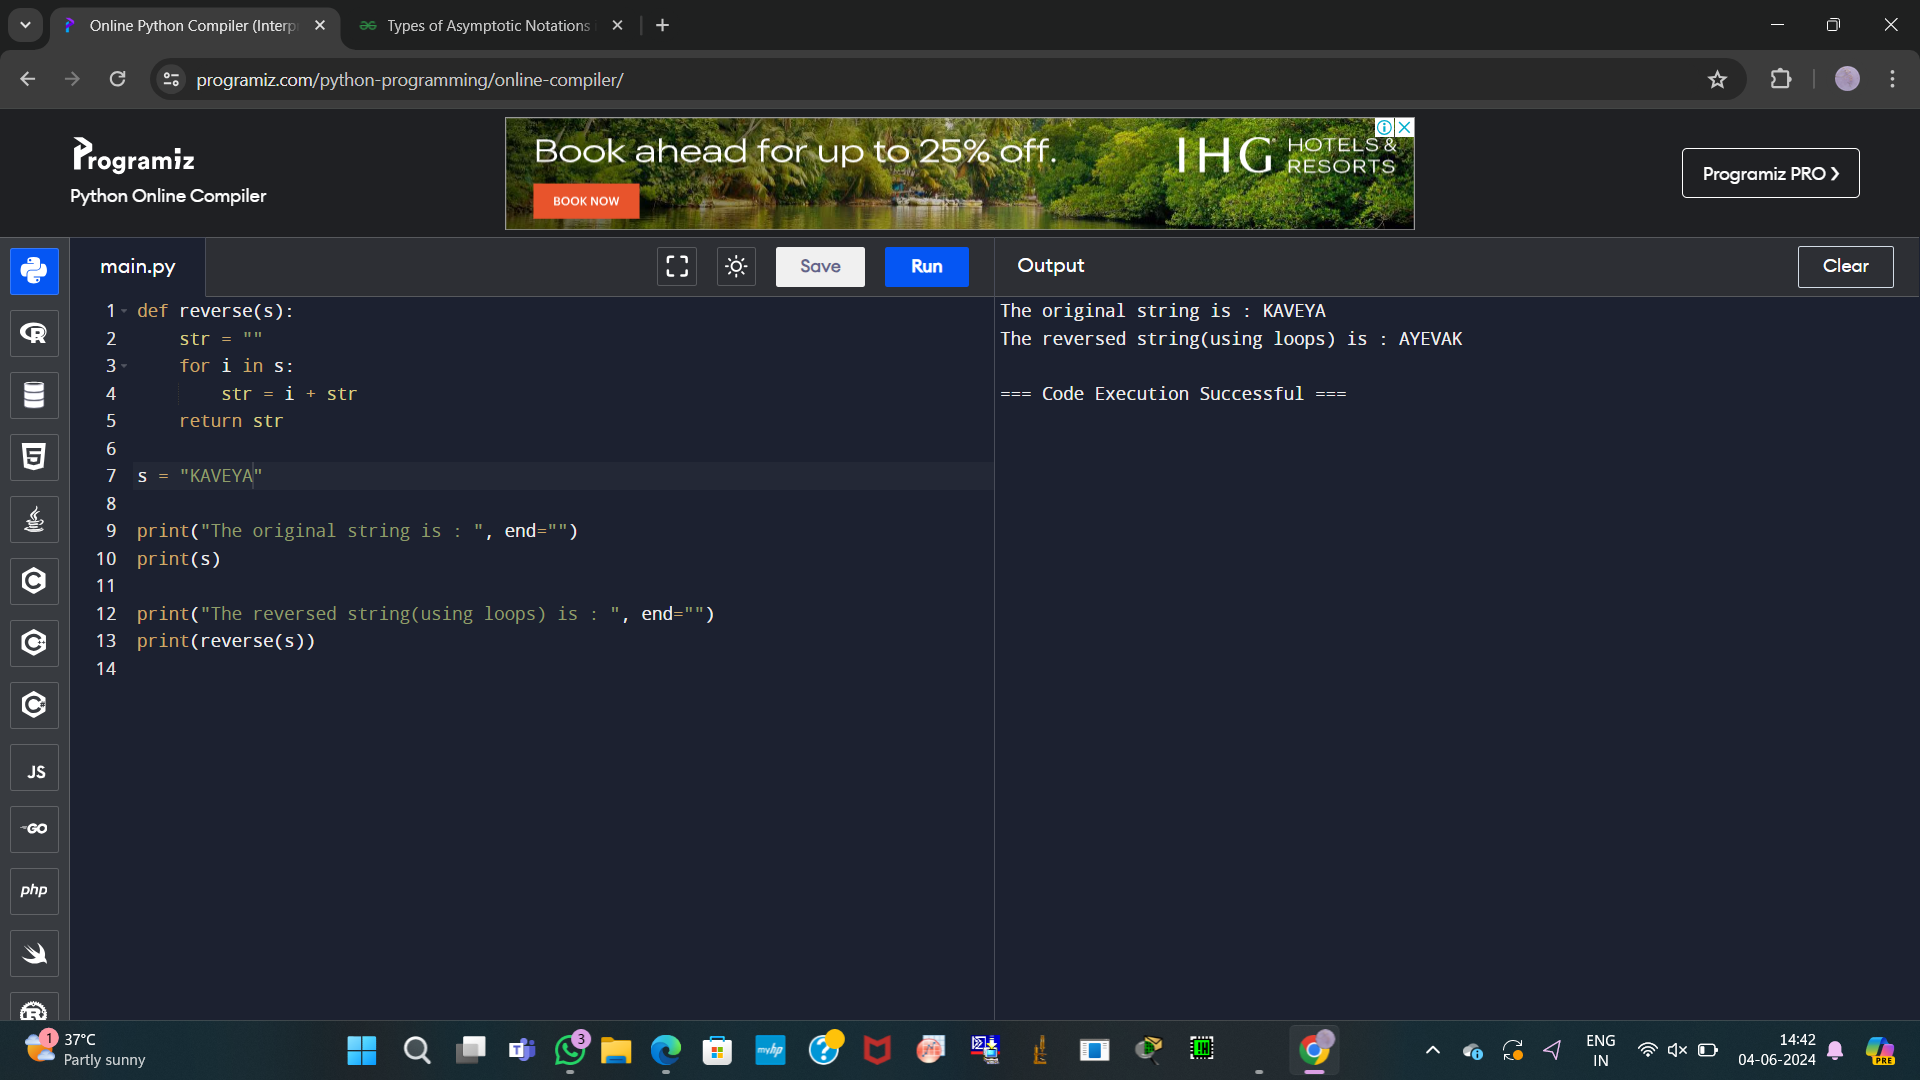 Online Python Compiler (Interp
Types of Asymptotic Notations
programiz.com/python-programming/online-compiler/
Programiz
Python Online Compiler
Book ahead for up to 25% off.
BOOK NOW
IHG HOTELS &
RESORTS
Programiz PRO ❯
main.py
Save
Run
Output
Clear
1 def reverse(s):
2     str = ""
3     for i in s:
4         str = i + str
5     return str
6
7 s = "KAVEYA"
8
9 print("The original string is : ", end="")
10 print(s)
11
12 print("The reversed string(using loops) is : ", end="")
13 print(reverse(s))
14
The original string is : KAVEYA
The reversed string(using loops) is : AYEVAK
=== Code Execution Successful ===
R
5
C
C++
C#
JS
GO
php
R
1
37°C
Partly sunny
T
3
myhp
?
ENG
IN
14:42
04-06-2024
PRE